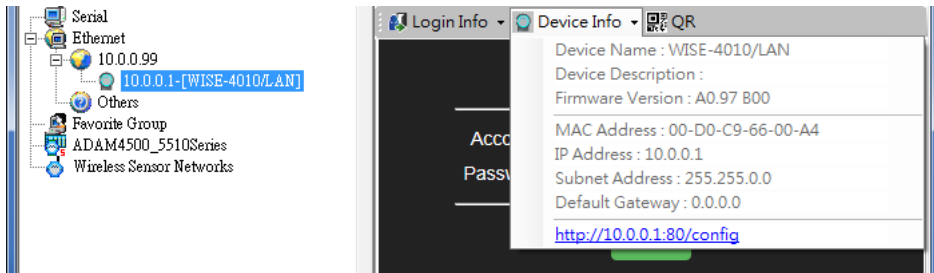 Serial
Ethernet
10.0.0.99
10.0.0.1-[WISE-4010/LAN]
Others
Favorite Group
ADAM4500_5510Series
Wireless Sensor Networks
Login Info Device Info QR
Device Name : WISE-4010/LAN
Device Description :
Firmware Version : A0.97 B00
MAC Address : 00-D0-C9-66-00-A4
IP Address : 10.0.0.1
Subnet Address : 255.255.0.0
Default Gateway : 0.0.0.0
http://10.0.0.1:80/config
Acco
Passw